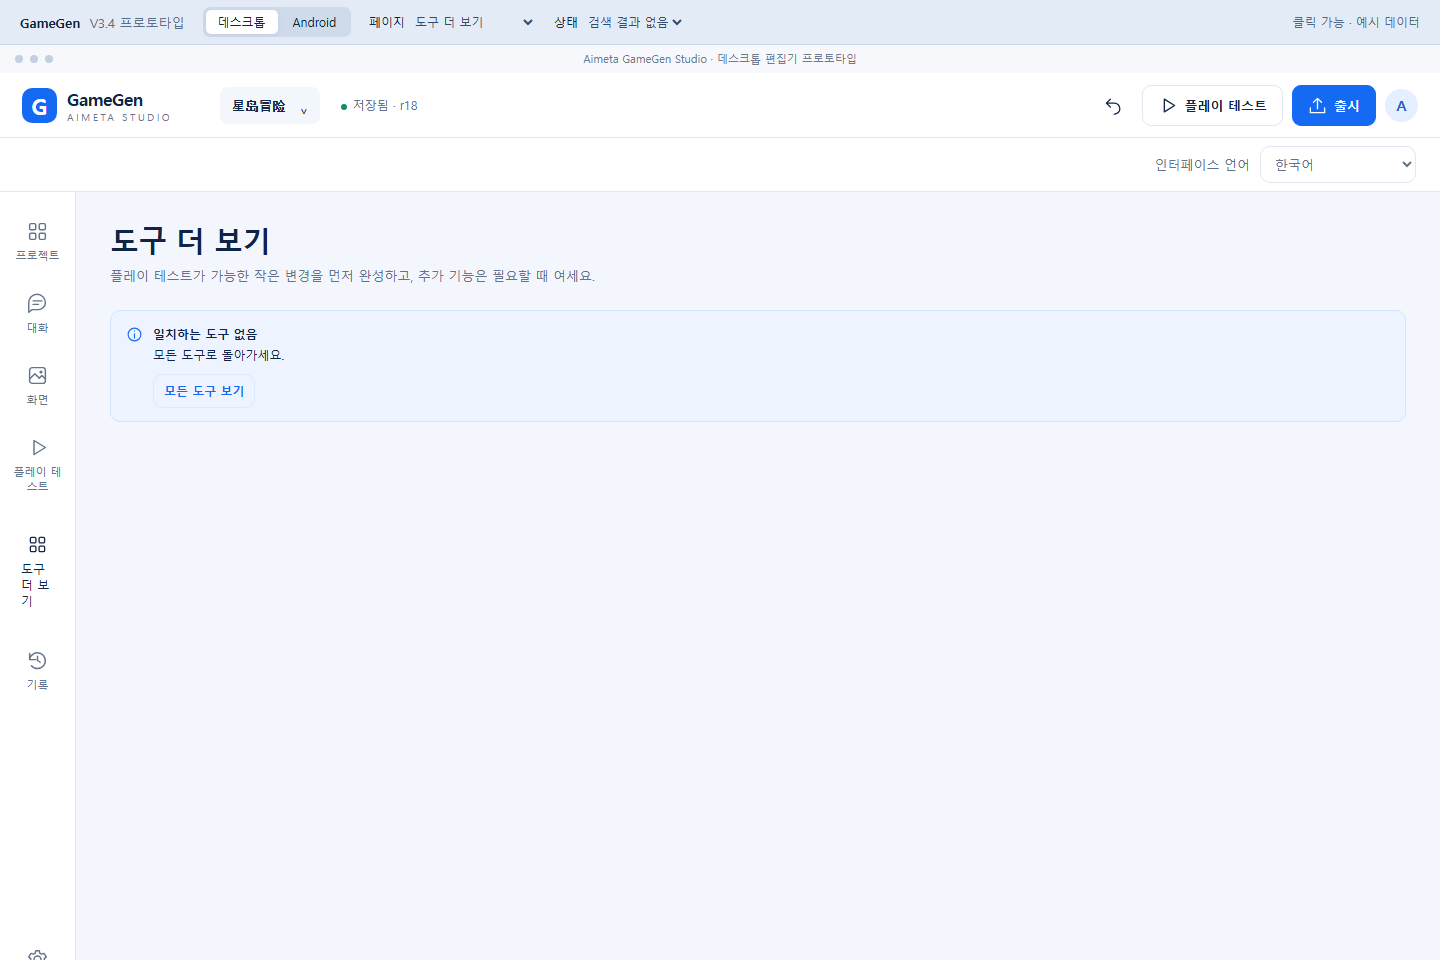 GameGen V3.4 프로토타입 데스크톱 Android 페이지 도구 더 보기 상태 검색 결과 없음 클릭 가능 · 예시 데이터
Aimeta GameGen Studio · 데스크톱 편집기 프로토타입
G GameGen
AIMETA STUDIO
星岛冒险
저장됨 · r18
플레이 테스트
출시
A
인터페이스 언어 한국어
프로젝트
대화
화면
플레이 테
스트
도구
더 보
기
기록
도구 더 보기
플레이 테스트가 가능한 작은 변경을 먼저 완성하고, 추가 기능은 필요할 때 여세요.
일치하는 도구 없음
모든 도구로 돌아가세요.
모든 도구 보기